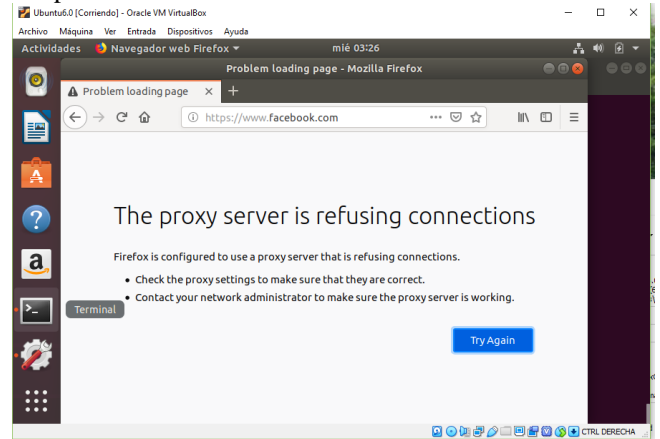 Ubuntu6.0 [Corriendo] - Oracle VM VirtualBox
Archivo Máquina Ver Entrada Dispositivos Ayuda
Actividades Navegador web Firefox mié 03:26
Problem loading page - Mozilla Firefox
Problem loading page
https://www.facebook.com
The proxy server is refusing connections
Firefox is configured to use a proxy server that is refusing connections.
• Check the proxy settings to make sure that they are correct.
• Contact your network administrator to make sure the proxy server is working.
Terminal
Try Again
CTRL DERECHA